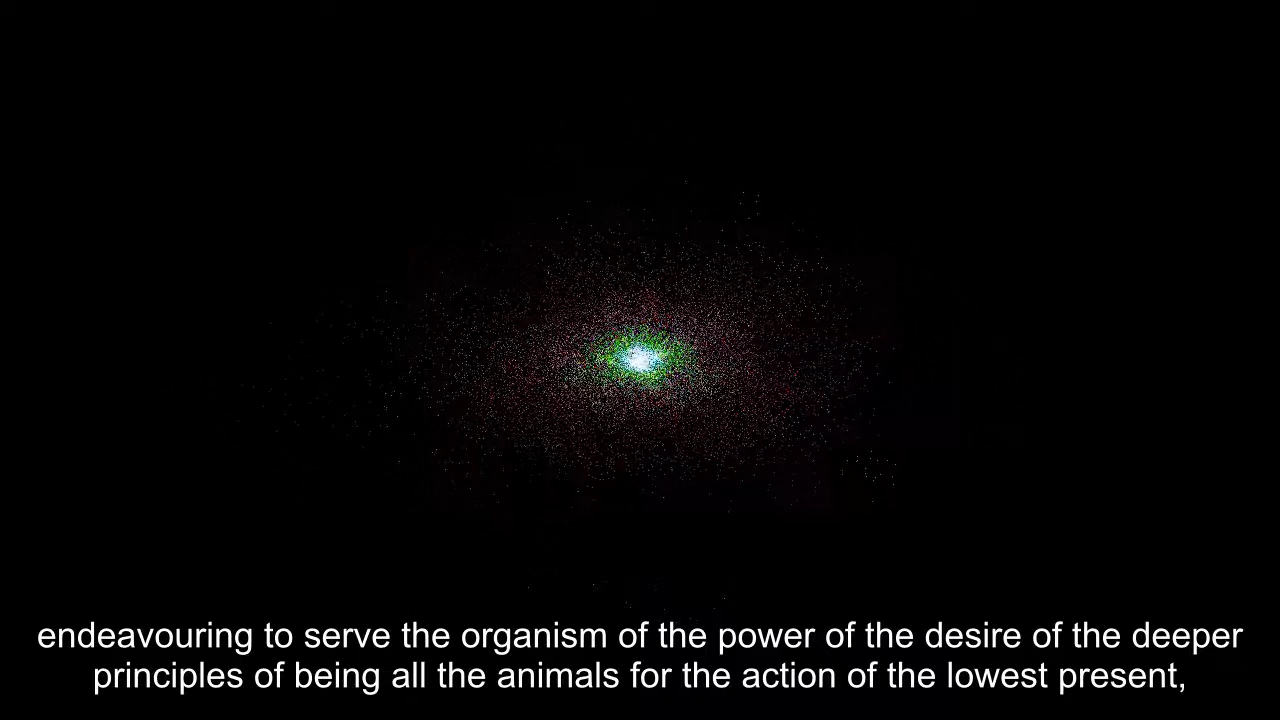 endeavouring to serve the organism of the power of the desire of the deeper
principles of being all the animals for the action of the lowest present,